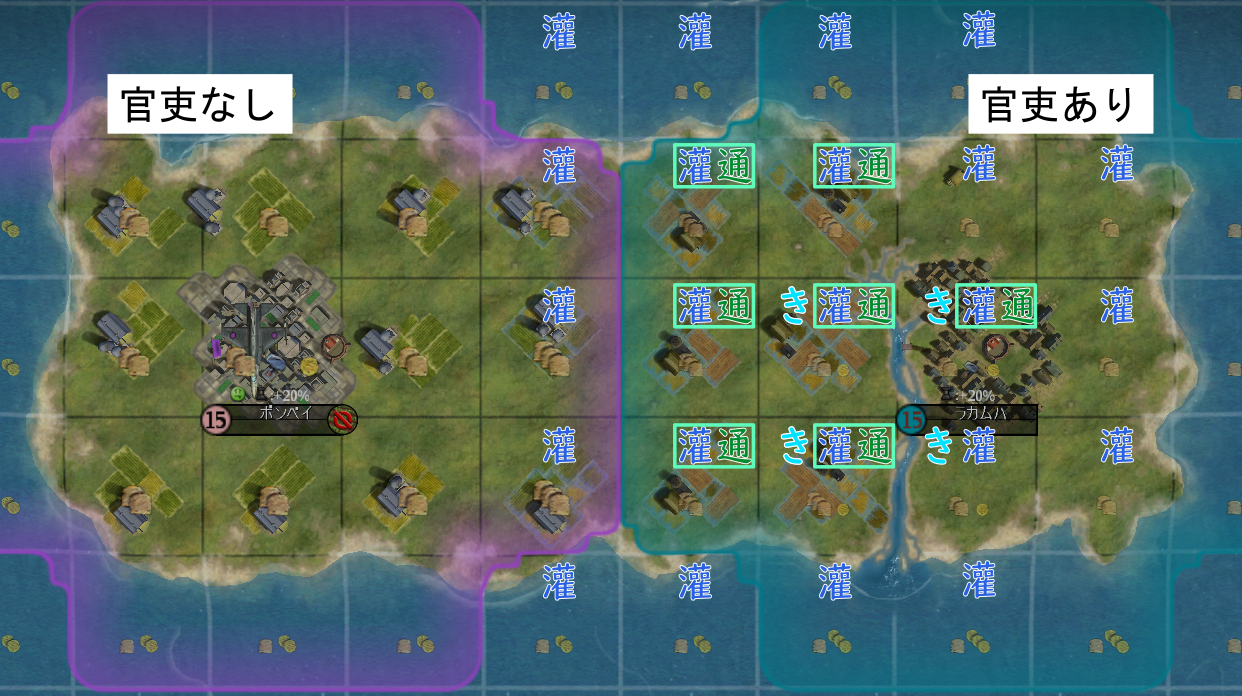 灌 灌 灌 灌
官吏なし 官吏あり
灌 灌通 灌通 灌 灌
灌 灌通 き灌通 き灌通 灌
+20% +20%
15 ポンペイ 15 ラカムハ
灌 灌通 き灌通 き灌 灌
灌 灌 灌 灌